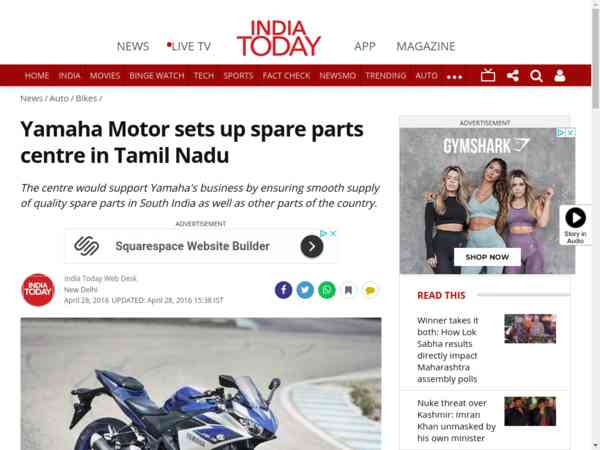 NEWS
LIVE TV
INDIA
TODAY
APP
MAGAZINE
HOME INDIA MOVIES BINGE WATCH TECH SPORTS FACT CHECK NEWSMO TRENDING AUTO
News / Auto / Bikes /
Yamaha Motor sets up spare parts
centre in Tamil Nadu
The centre would support Yamaha's business by ensuring smooth supply
of quality spare parts in South India as well as other parts of the country.
ADVERTISEMENT
Squarespace Website Builder
INDIA
TODAY
India Today Web Desk
New Delhi
April 28, 2016 UPDATED: April 28, 2016 15:38 IST
YAMAHA
ADVERTISEMENT
GYMSHARK
SHOP NOW
Story in
Audio
READ THIS
Winner takes it
both: How Lok
Sabha results
directly impact
Maharashtra
assembly polls
Nuke threat over
Kashmir: Imran
Khan unmasked by
his own minister